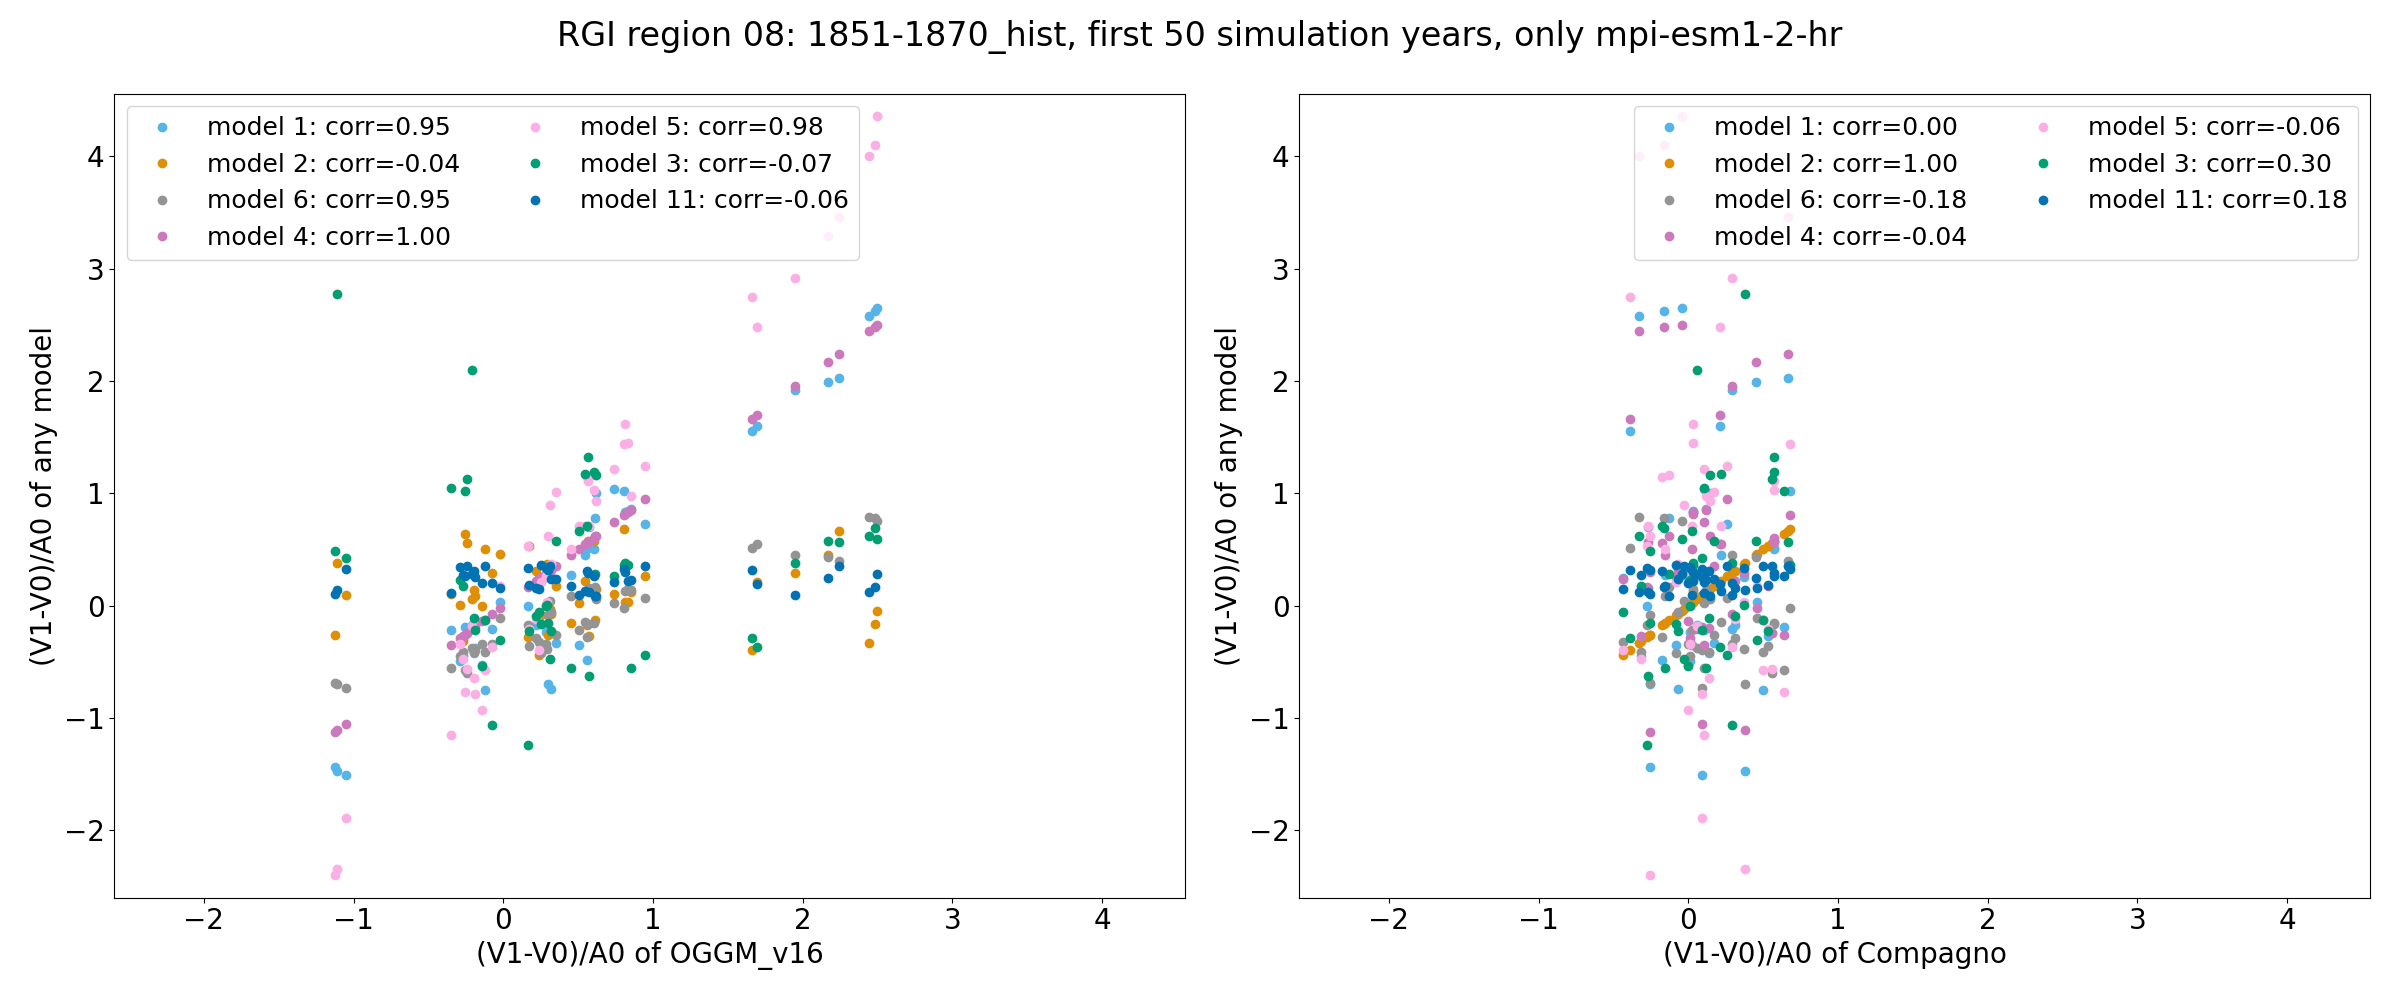 RGI region 08: 1851-1870_hist, first 50 simulation years, only mpi-esm1-2-hr
model 1: corr=0.95
model 2: corr=-0.04
model 6: corr=0.95
model 4: corr=1.00
model 5: corr=0.98
model 3: corr=-0.07
model 11: corr=-0.06
(V1-V0)/A0 of any model
4
3
2
1
0
−1
−2
−2 −1 0 1 2 3 4
(V1-V0)/A0 of OGGM_v16
model 1: corr=0.00
model 2: corr=1.00
model 6: corr=-0.18
model 4: corr=-0.04
model 5: corr=-0.06
model 3: corr=0.30
model 11: corr=0.18
(V1-V0)/A0 of any model
4
3
2
1
0
−1
−2
−2 −1 0 1 2 3 4
(V1-V0)/A0 of Compagno